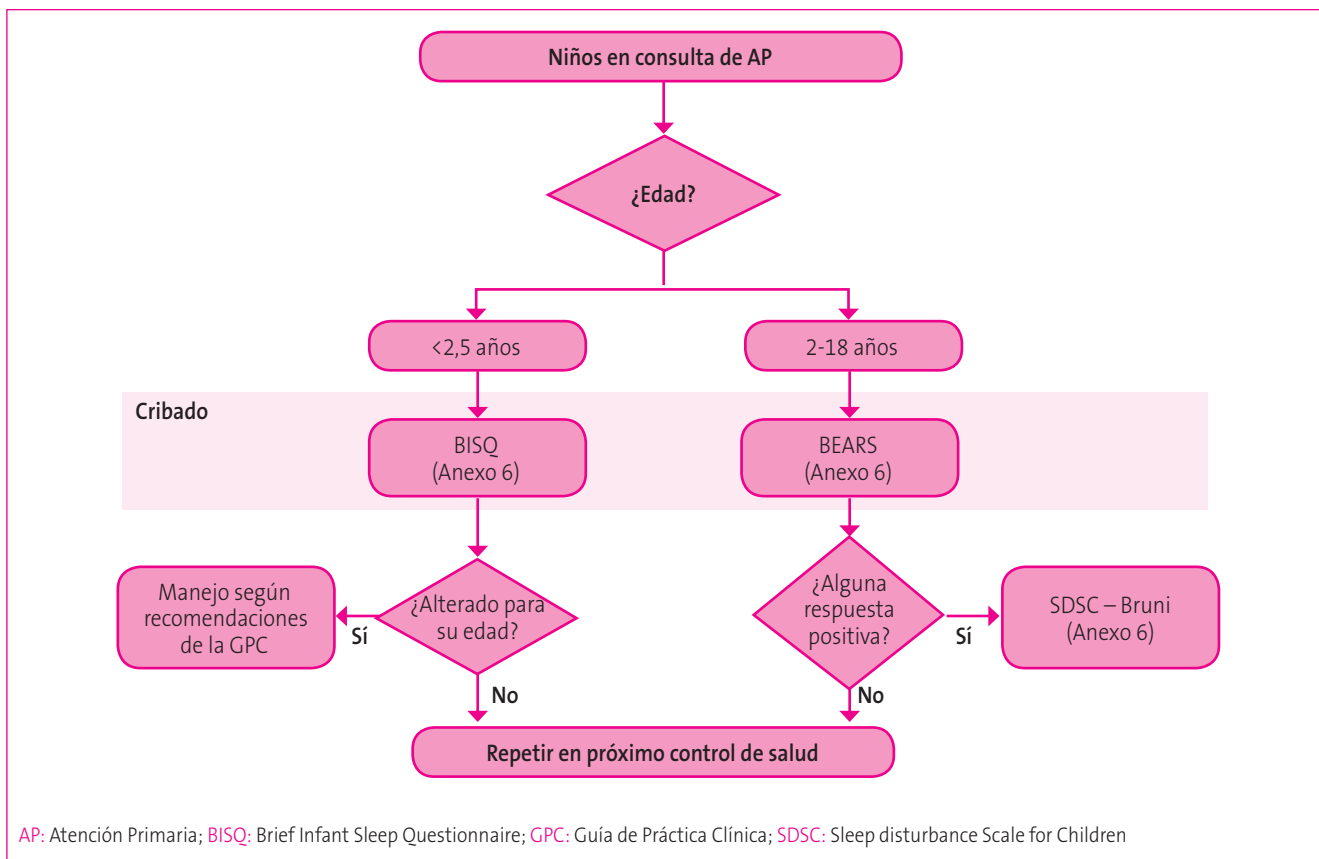 Niños en consulta de AP
¿Edad?
<2,5 años
2-18 años
Cribado
BISQ
(Anexo 6)
BEARS
(Anexo 6)
Manejo según
recomendaciones
de la GPC
Sí
¿Alterado para
su edad?
¿Alguna
respuesta
positiva?
Sí
SDSC – Bruni
(Anexo 6)
No
No
Repetir en próximo control de salud
AP: Atención Primaria; BISQ: Brief Infant Sleep Questionnaire; GPC: Guía de Práctica Clínica; SDSC: Sleep disturbance Scale for Children